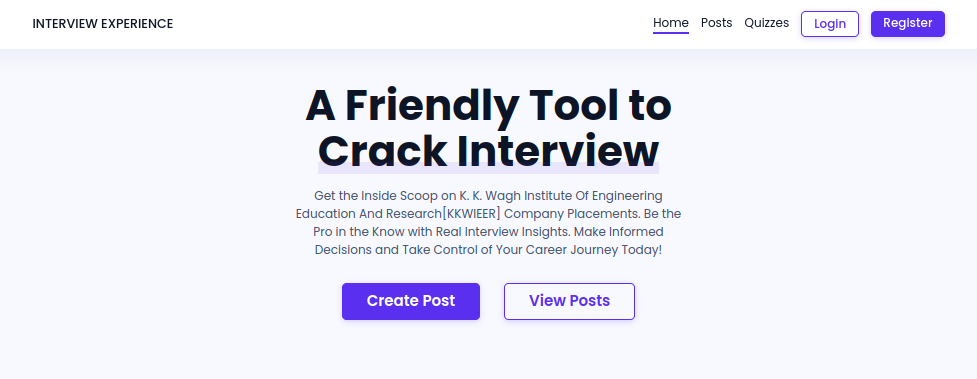 INTERVIEW EXPERIENCE
Home Posts Quizzes Login Register
A Friendly Tool to
Crack Interview
Get the Inside Scoop on K. K. Wagh Institute Of Engineering
Education And Research[KKWIEER] Company Placements. Be the
Pro in the Know with Real Interview Insights. Make Informed
Decisions and Take Control of Your Career Journey Today!
Create Post View Posts